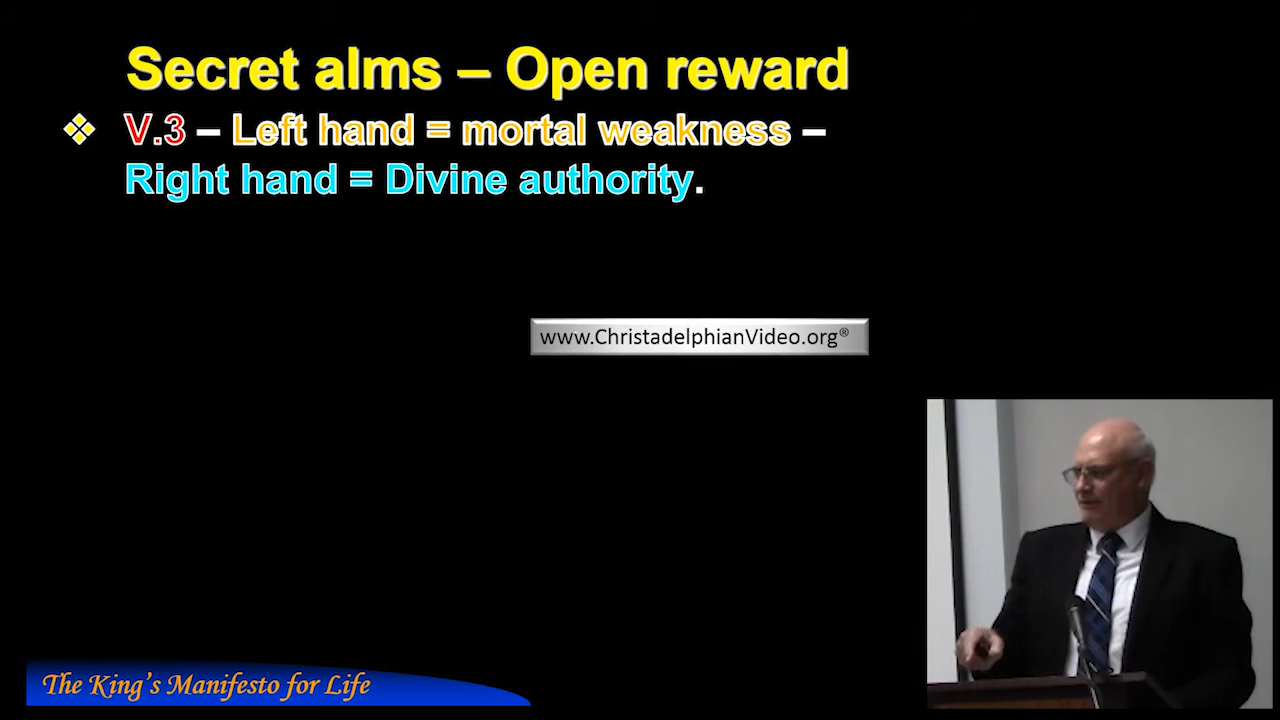 Secret alms – Open reward
❖ V.3 – Left hand = mortal weakness –
Right hand = Divine authority.
www.ChristadelphianVideo.org®
The King's Manifesto for Life